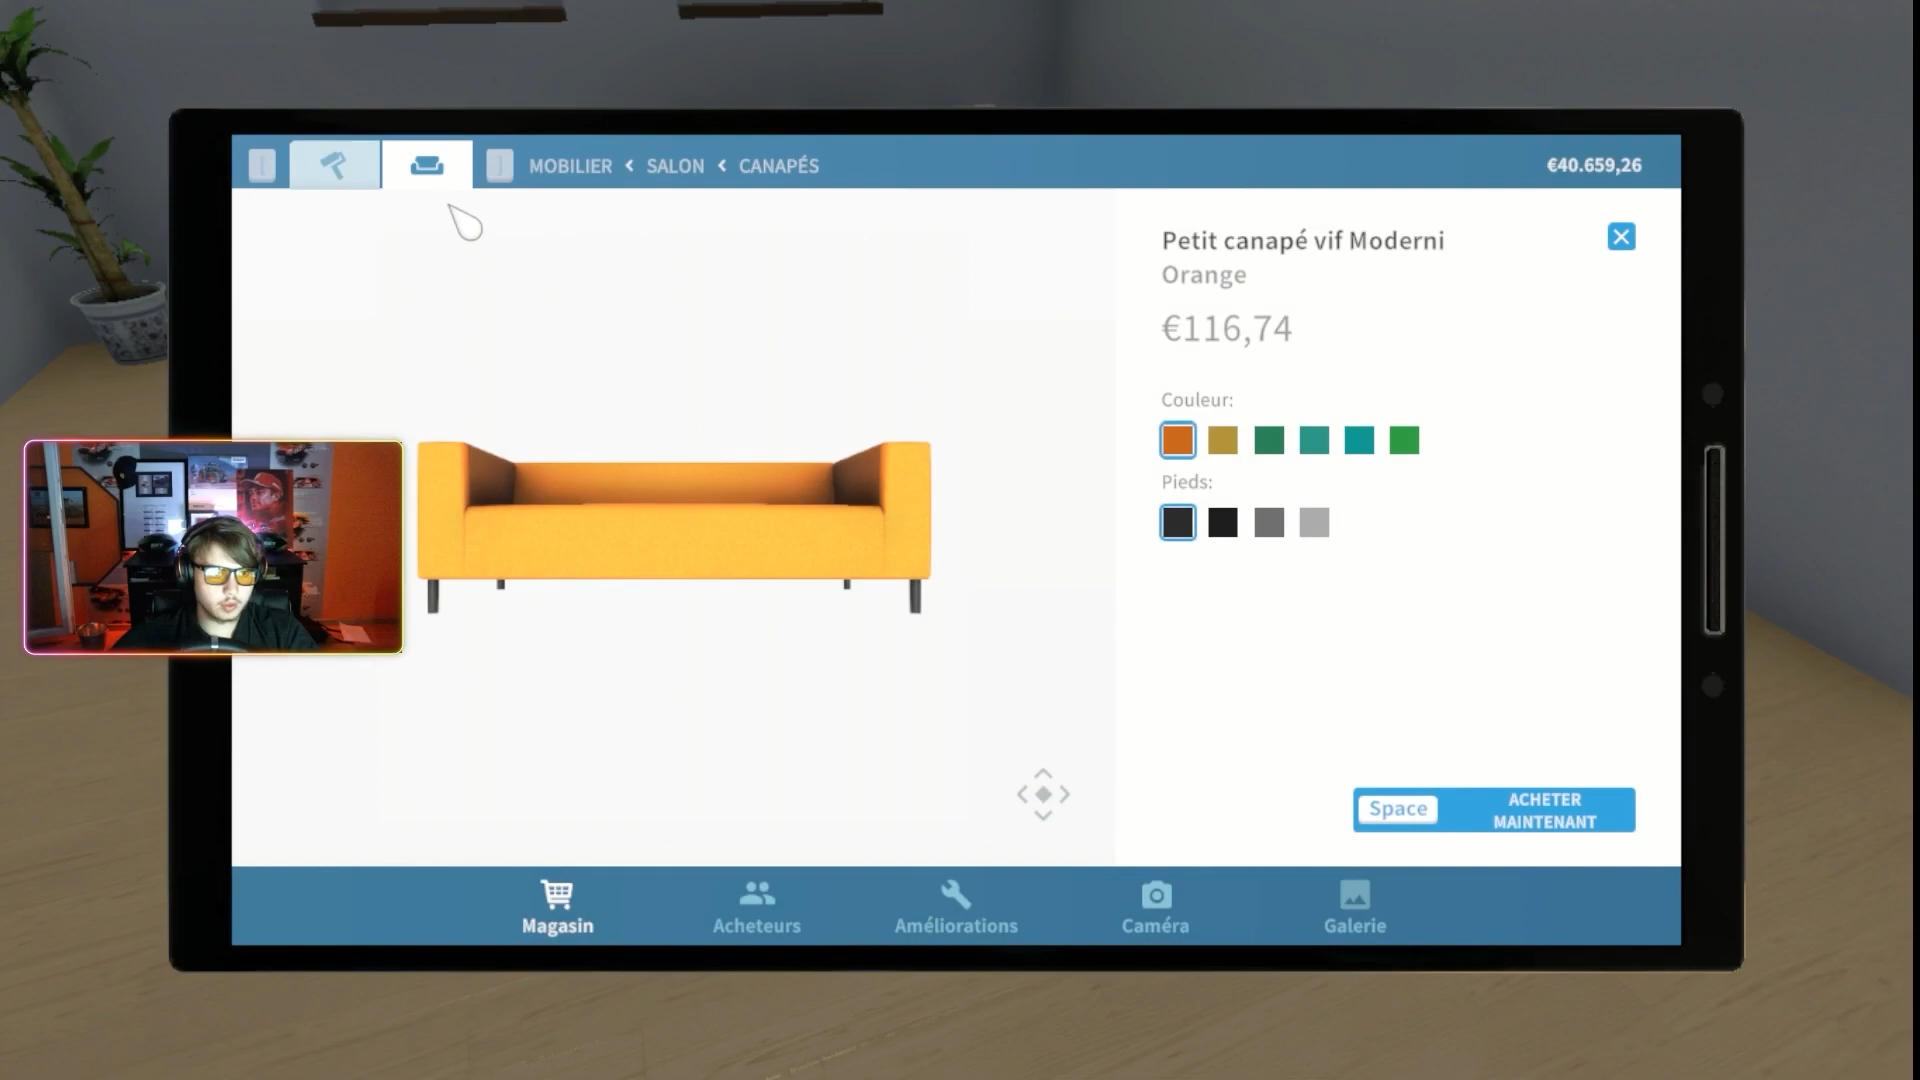 MOBILIER < SALON < CANAPÉS
€40.659,26
Petit canapé vif Moderni
Orange
€116,74
Couleur:
Pieds:
Space
ACHETER
MAINTENANT
Magasin
Acheteurs
Améliorations
Caméra
Galerie